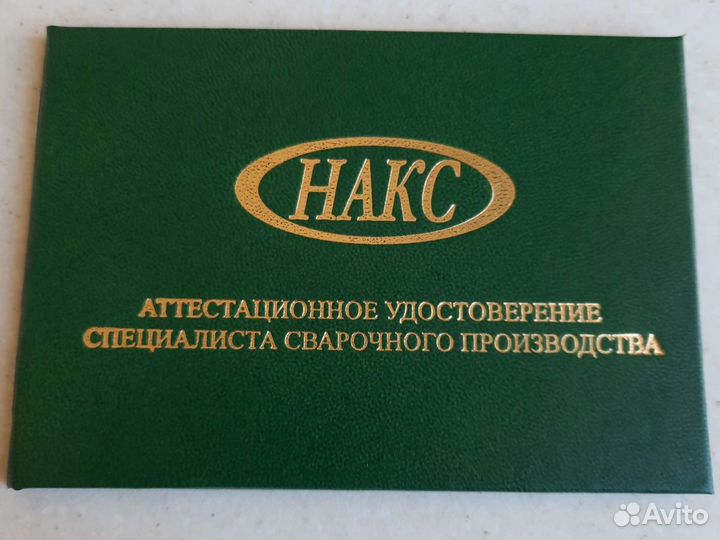 НАКС
АТТЕСТАЦИОННОЕ УДОСТОВЕРЕНИЕ
СПЕЦИАЛИСТА СВАРОЧНОГО ПРОИЗВОДСТВА
Avito